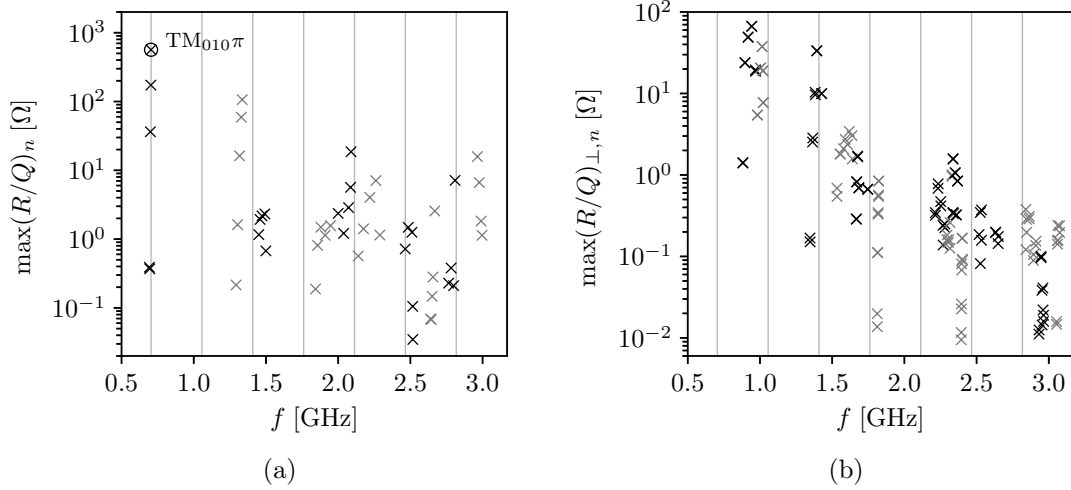 10³
10²
10¹
10⁰
10⁻¹
max(R/Q)ₙ [Ω]
TM₀₁₀π
0.5 1.0 1.5 2.0 2.5 3.0
f [GHz]
(a)
10²
10¹
10⁰
10⁻¹
10⁻²
max(R/Q)⊥,ₙ [Ω]
0.5 1.0 1.5 2.0 2.5 3.0
f [GHz]
(b)